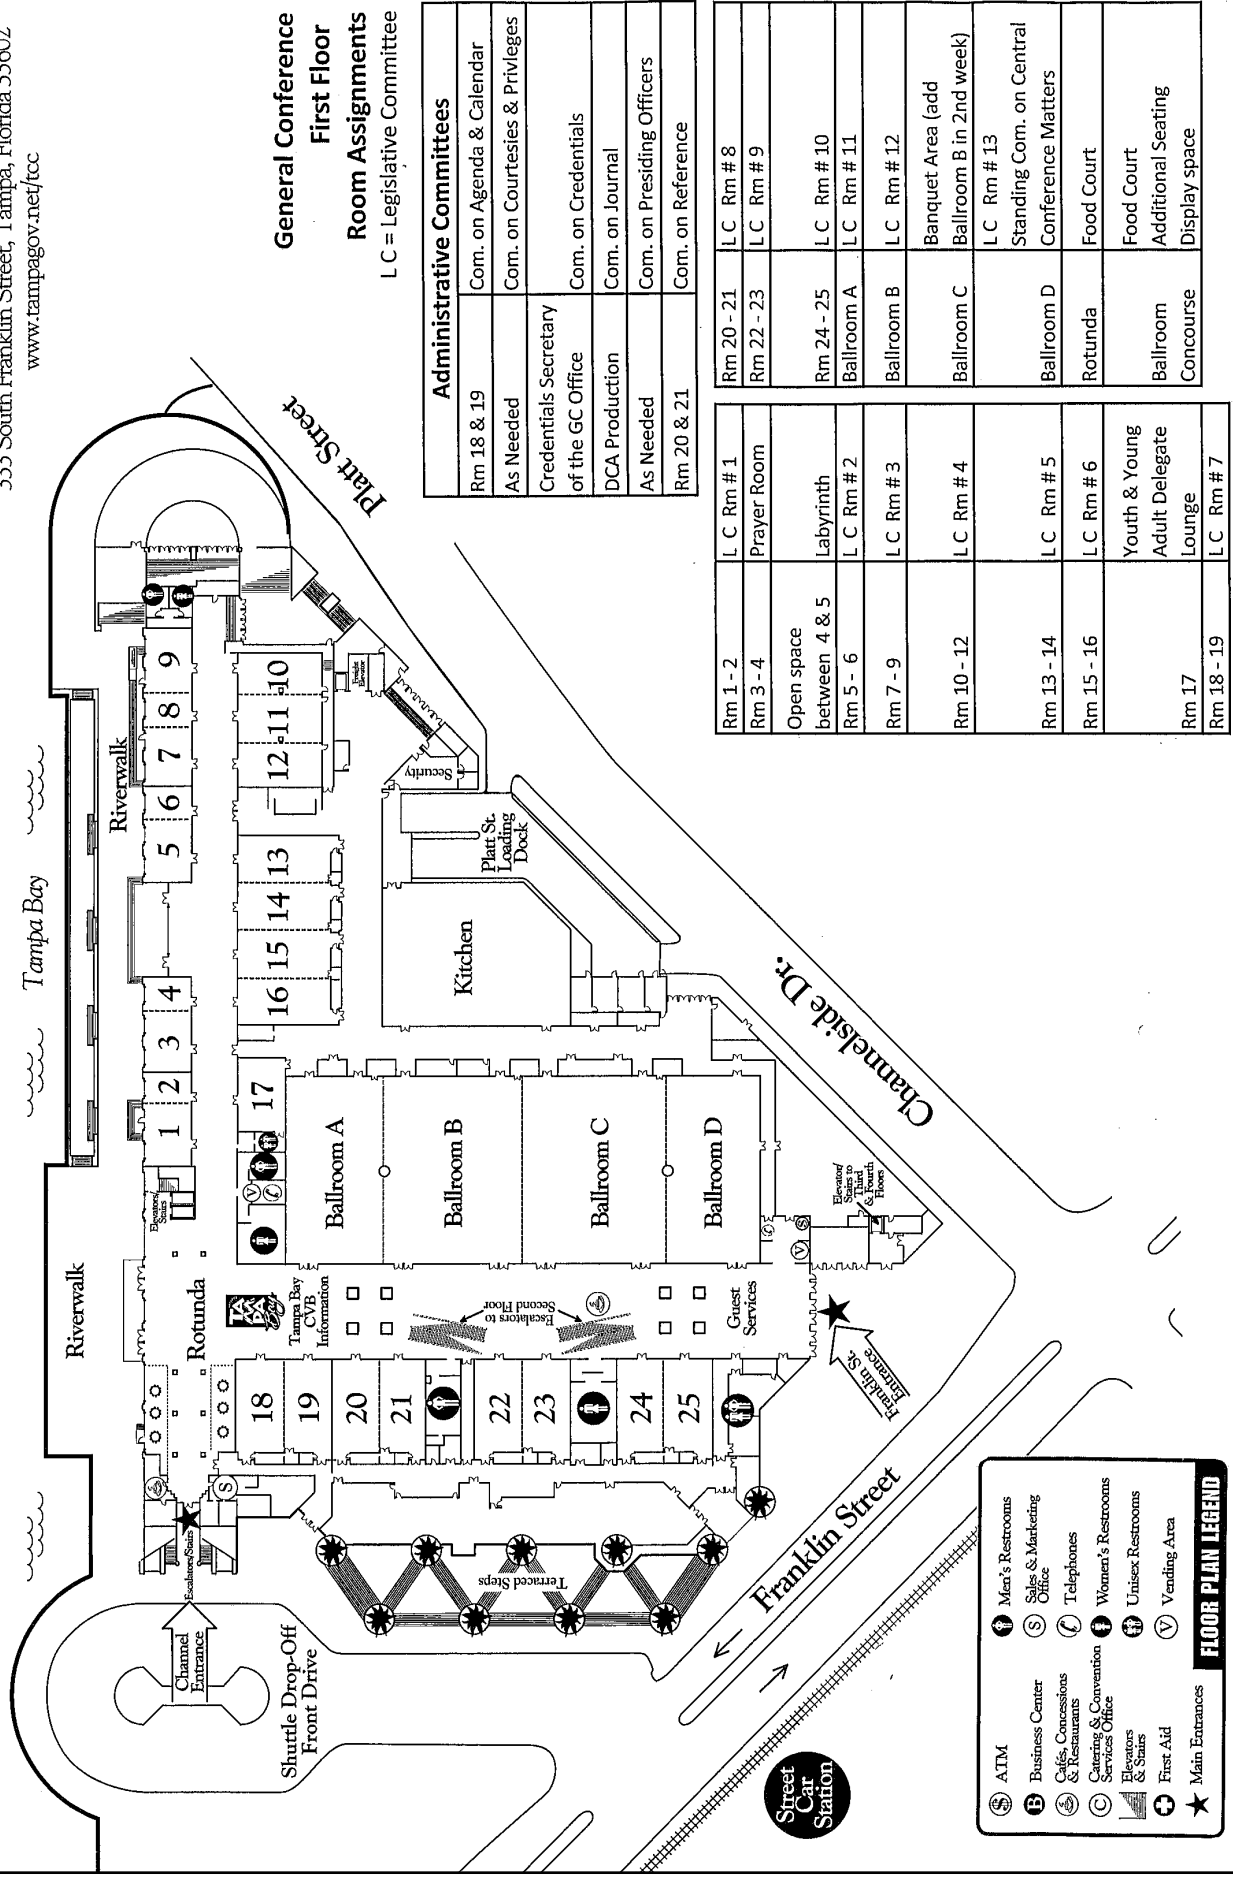 333 South Franklin Street, Tampa, Florida 33602
www.tampagov.net/tcc
General Conference
First Floor
Room Assignments
L C = Legislative Committee
Administrative Committees
Rm 18 & 19 Com. on Agenda & Calendar
As Needed Com. on Courtesies & Privleges
Credentials Secretary
of the GC Office Com. on Credentials
DCA Production Com. on Journal
As Needed Com. on Presiding Officers
Rm 20 & 21 Com. on Reference
Rm 1 - 2 L C Rm # 1
Rm 3 - 4 Prayer Room
Open space
between 4 & 5 Labyrinth
Rm 5 - 6 L C Rm # 2
Rm 7 - 9 L C Rm # 3
Rm 10 - 12 L C Rm # 4
Rm 13 - 14 L C Rm # 5
Rm 15 - 16 L C Rm # 6
Youth & Young
Adult Delegate
Rm 17 Lounge
Rm 18 - 19 L C Rm # 7
Rm 20 - 21 L C Rm # 8
Rm 22 - 23 L C Rm # 9
Rm 24 - 25 L C Rm # 10
Ballroom A L C Rm # 11
Ballroom B L C Rm # 12
Banquet Area (add
Ballroom C Ballroom B in 2nd week)
L C Rm # 13
Standing Com. on Central
Ballroom D Conference Matters
Rotunda Food Court
Food Court
Ballroom Additional Seating
Concourse Display space
Tampa Bay
Riverwalk
Riverwalk
Platt Street
1
2
3
4
5
6
7
8
9
10
11
12
13
14
15
16
17
Freight
Elevator
Security
Platt St.
Loading
Dock
Kitchen
Elevators/
Stairs
Rotunda
TAMPA
Bay
Tampa Bay
CVB
Information
V
Ballroom A
Ballroom B
Ballroom C
Ballroom D
Escalators to
Second Floor
Guest
Services
V
S
Elevator/
Stairs to
Third
& Fourth
Floors
Channelside Dr.
18
19
20
21
22
23
24
25
S
Escalators/Stairs
Channel
Entrance
Shuttle Drop-Off
Front Drive
Terraced Steps
Franklin St.
Entrance
Franklin Street
Street
Car
Station
$ ATM
B Business Center
Cafés, Concessions
& Restaurants
C Catering & Convention
Services Office
Elevators
& Stairs
First Aid
Main Entrances
Men's Restrooms
S Sales & Marketing
Office
Telephones
Women's Restrooms
Unisex Restrooms
V Vending Area
FLOOR PLAN LEGEND